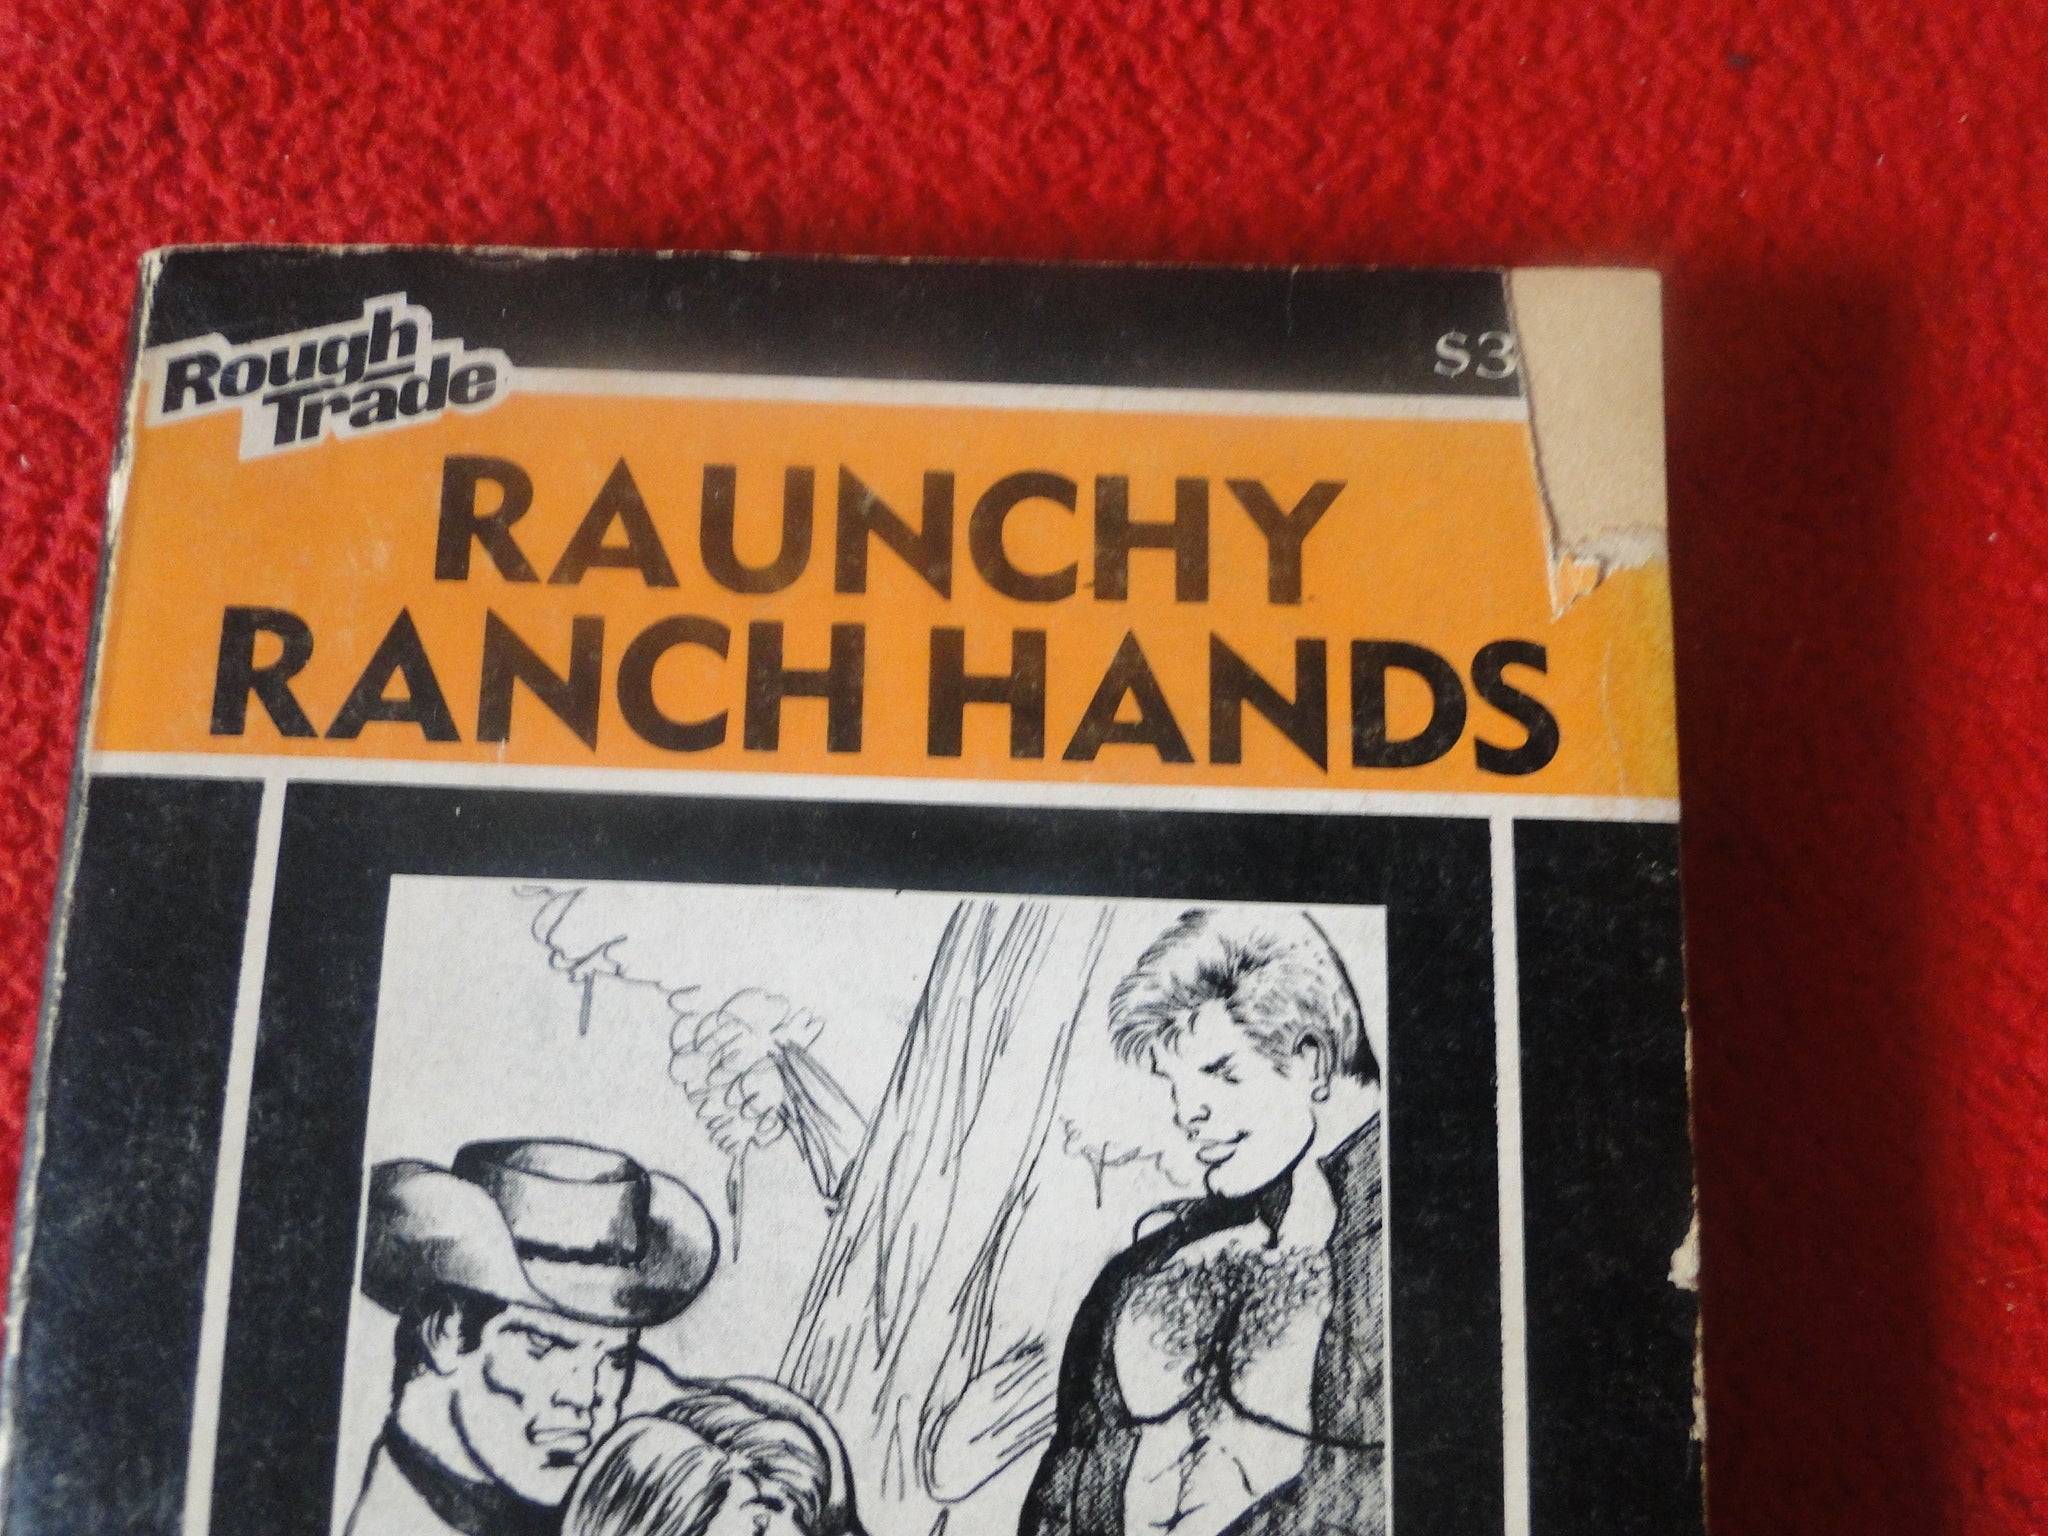 Rough
Trade
$3
RAUNCHY
RANCH HANDS